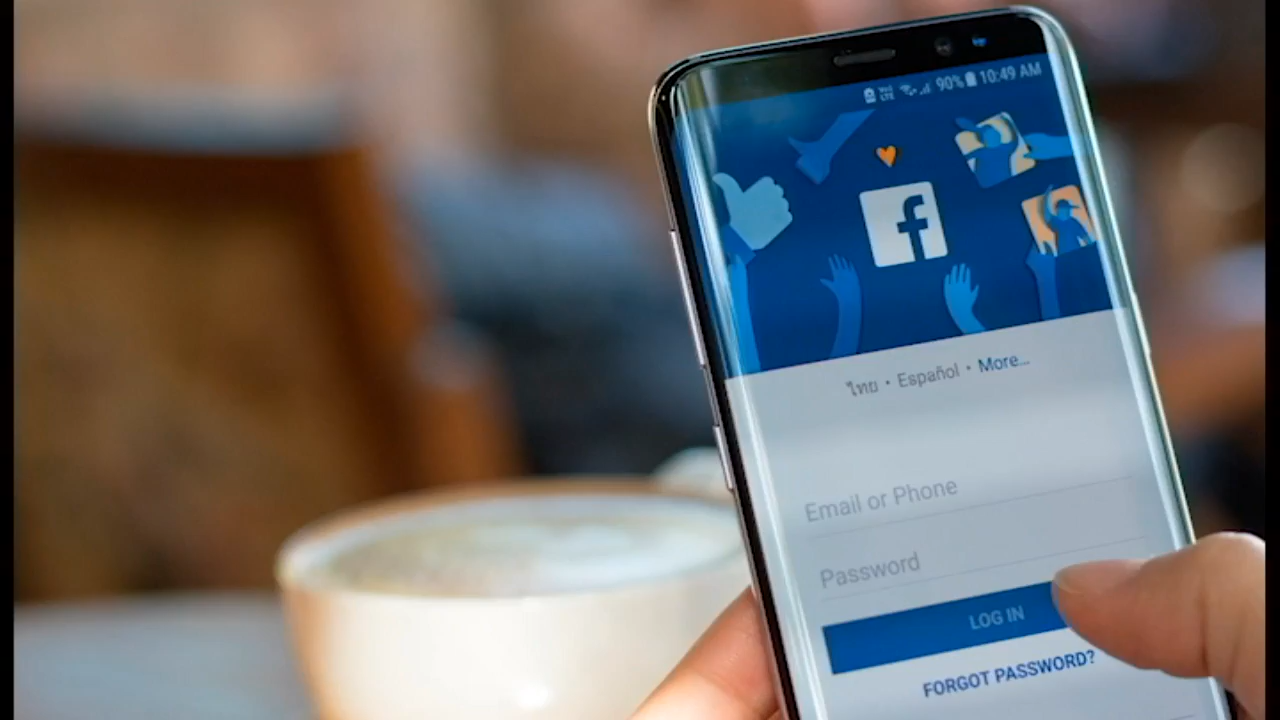 90% 10:49 AM
f
ไทย • Español • More...
Email or Phone
Password
LOG IN
FORGOT PASSWORD?